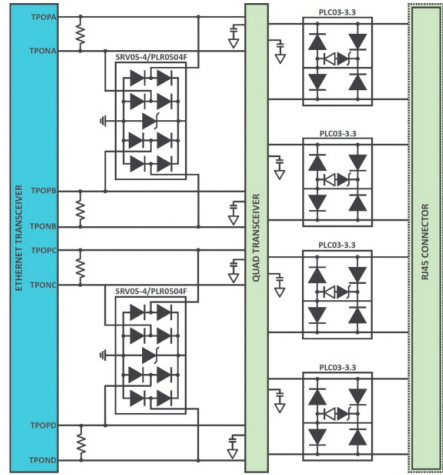 TPOPA
TPONA
SRV05-4/PLR0504F
TPOPB
TPONB
TPOPC
TPONC
SRV05-4/PLR0504F
TPOPD
TPOND
ETHERNET TRANSCEIVER
QUAD TRANSCEIVER
PLC03-3.3
PLC03-3.3
PLC03-3.3
PLC03-3.3
RJ45 CONNECTOR